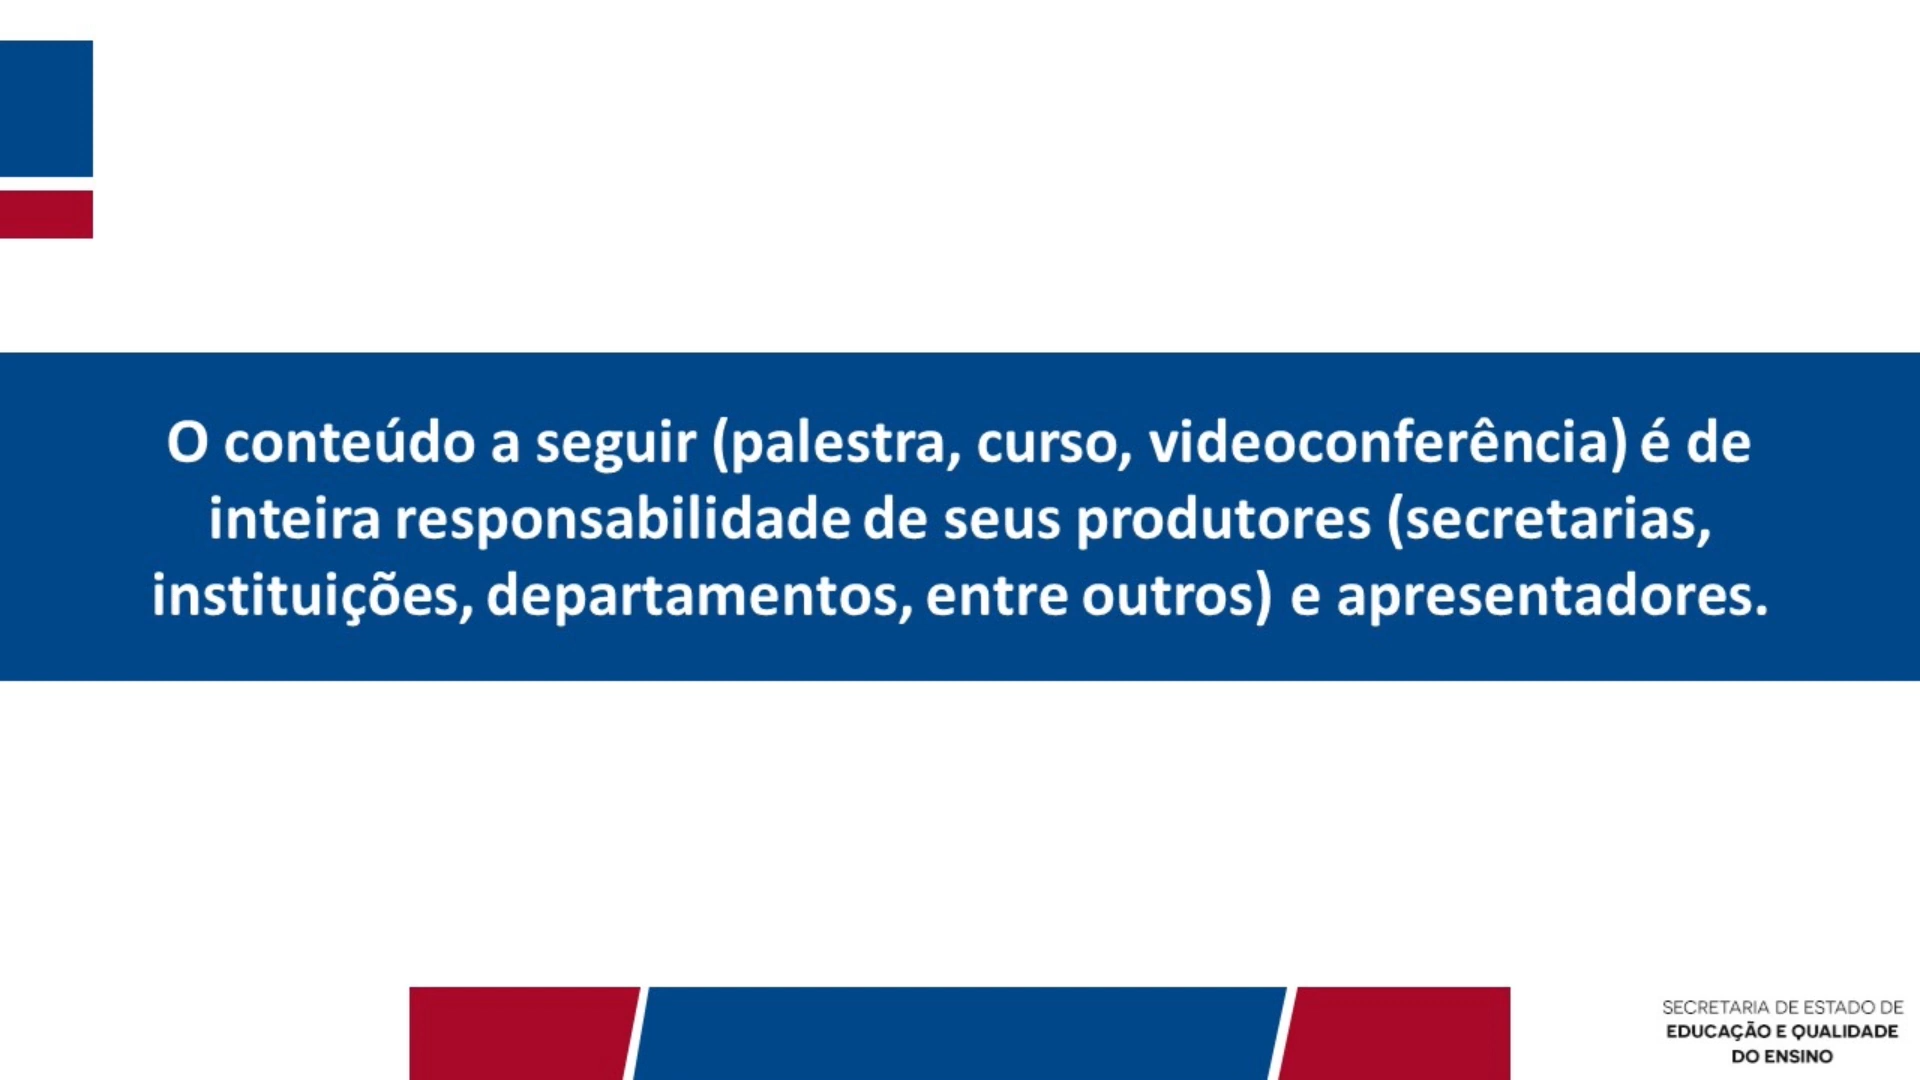 O conteúdo a seguir (palestra, curso, videoconferência) é de
inteira responsabilidade de seus produtores (secretarias,
instituições, departamentos, entre outros) e apresentadores.
SECRETARIA DE ESTADO DE
EDUCAÇÃO E QUALIDADE
DO ENSINO